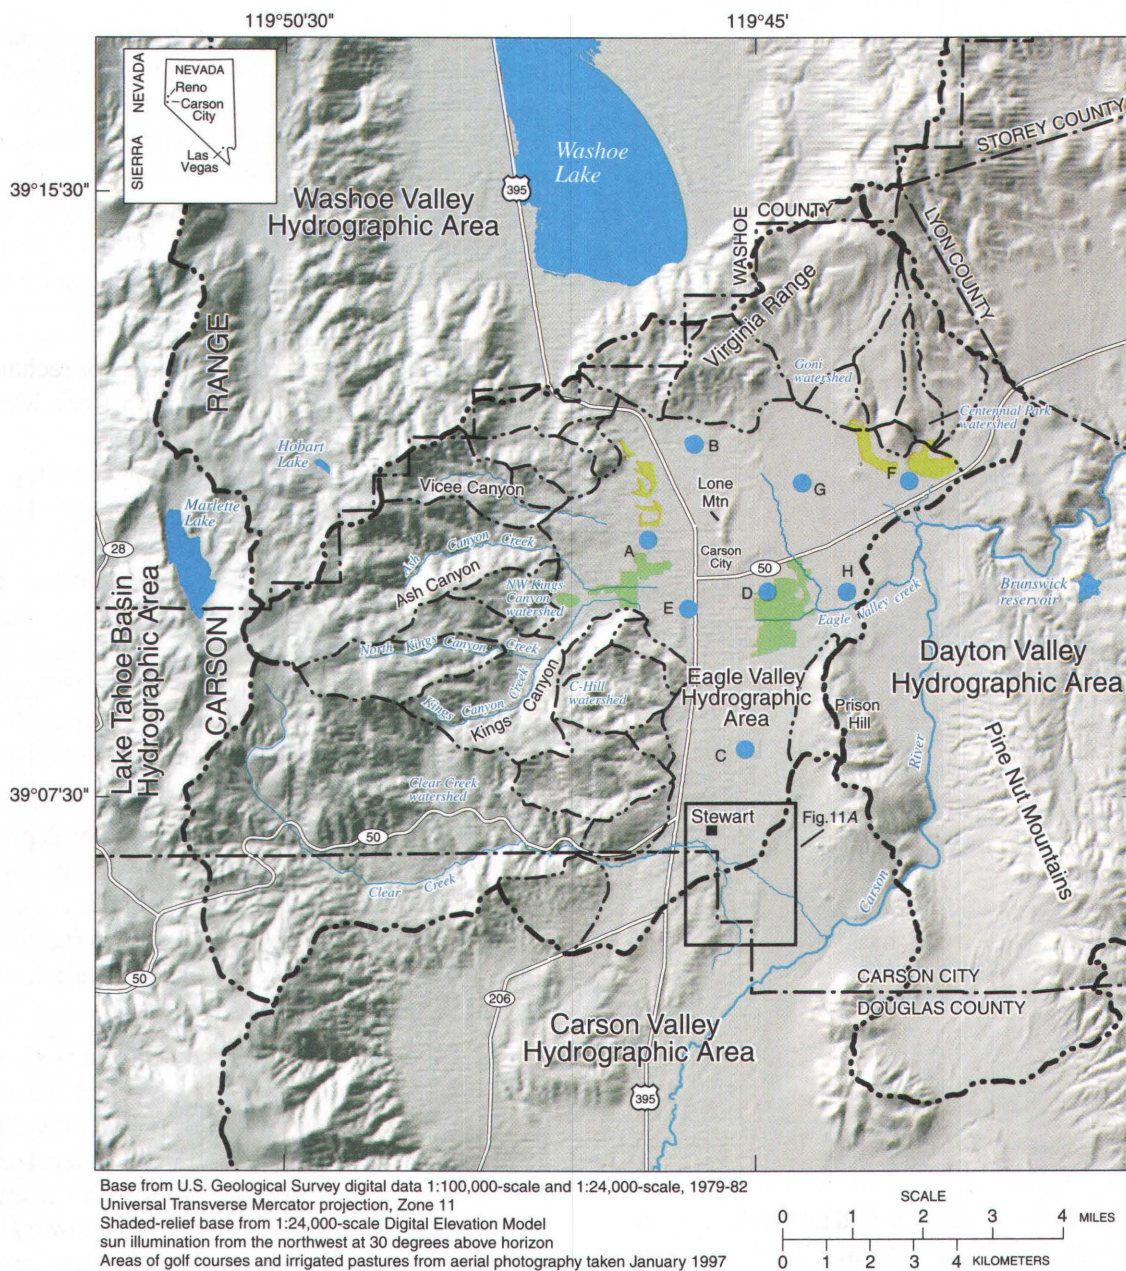 119°50'30"
119°45'
NEVADA
SIERRA
NEVADA
Reno
Carson
City
Las
Vegas
39°15'30"
Washoe Valley
Hydrographic Area
395
Washoe
Lake
STOREY COUNTY
COUNTY
WASHOE
LYON COUNTY
Virginia Range
RANGE
Goni
watershed
Centennial Park
watershed
rechar
Hobart
Lake
B
Vicee Canyon
Lone
Mtn
G
F
Marlette
Lake
28
Ash Canyon Creek
Ash Canyon
A
Carson
City
50
NW Kings
Canyon
watershed
E
D
H
Eagle Valley creek
Brunswick
reservoir
Lake Tahoe Basin
Hydrographic Area
CARSON
North Kings Canyon Creek
Kings Canyon Creek
Kings Canyon
C-Hill
watershed
Eagle Valley
Hydrographic
Area
Prison
Hill
Dayton Valley
Hydrographic Area
River
Pine Nut Mountains
C
39°07'30"
Clear Creek
watershed
50
Stewart
Fig.11A
Clear Creek
Carson
50
206
CARSON CITY
DOUGLAS COUNTY
Carson Valley
Hydrographic Area
395
Base from U.S. Geological Survey digital data 1:100,000-scale and 1:24,000-scale, 1979-82
Universal Transverse Mercator projection, Zone 11
Shaded-relief base from 1:24,000-scale Digital Elevation Model
sun illumination from the northwest at 30 degrees above horizon
Areas of golf courses and irrigated pastures from aerial photography taken January 1997
SCALE
0 1 2 3 4 MILES
0 1 2 3 4 KILOMETERS